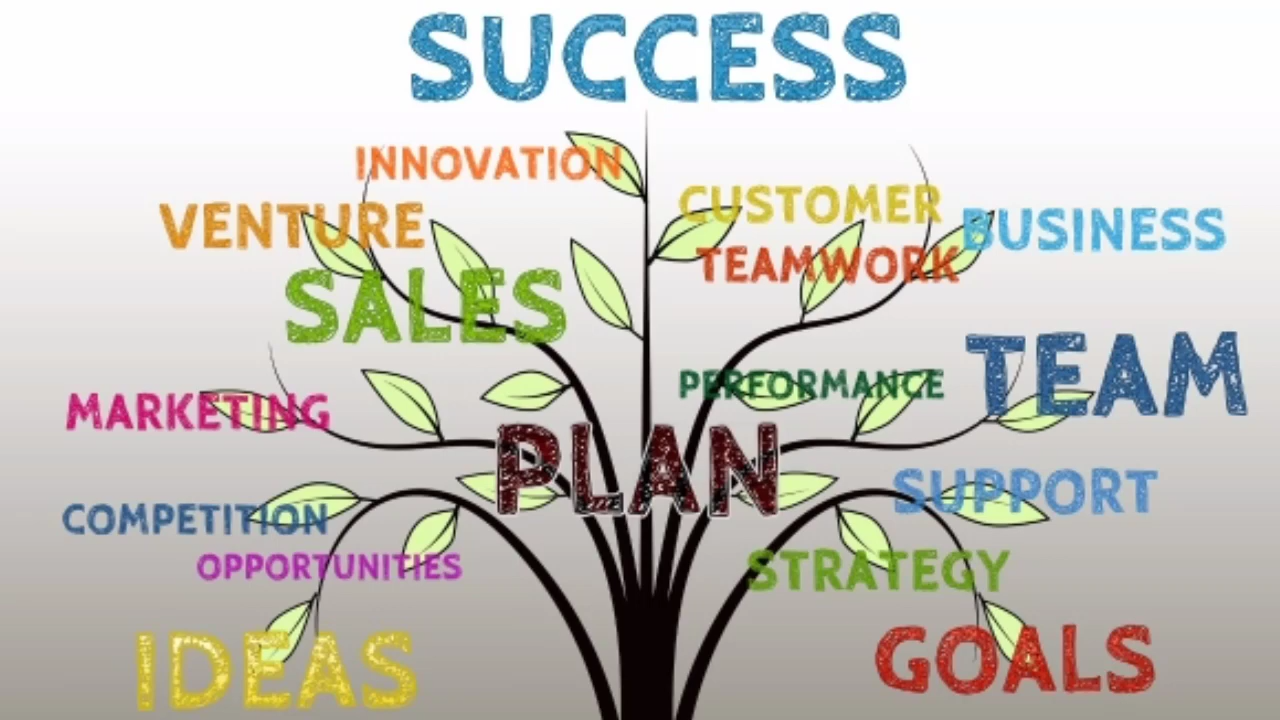 SUCCESS
INNOVATION
CUSTOMER
VENTURE
BUSINESS
TEAMWORK
SALES
TEAM
PERFORMANCE
MARKETING
PLAN
SUPPORT
COMPETITION
OPPORTUNITIES
STRATEGY
IDEAS
GOALS